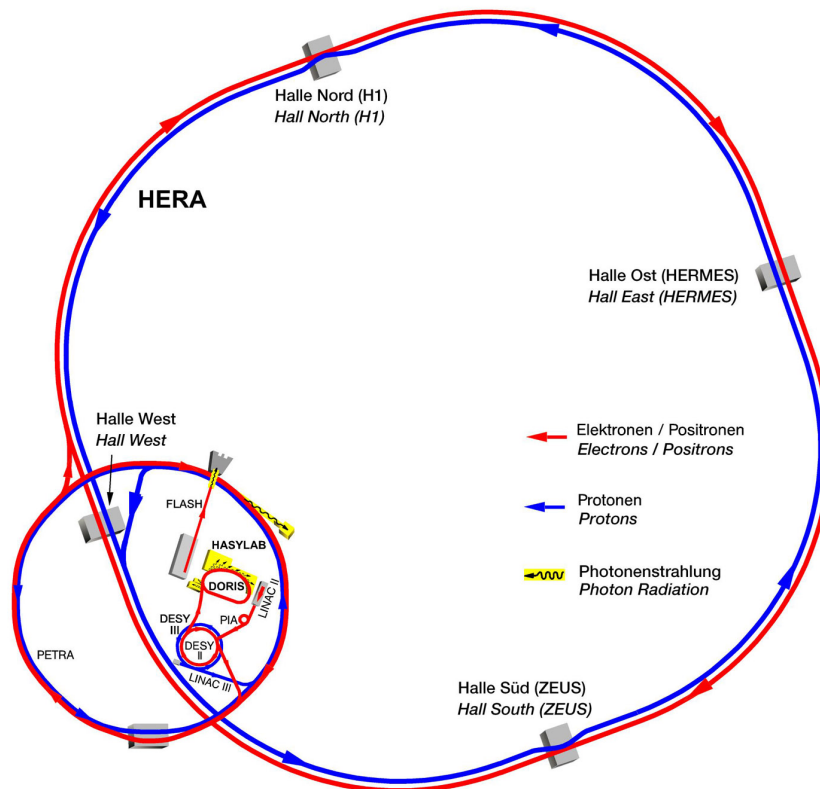 Halle Nord (H1)
Hall North (H1)
HERA
Halle Ost (HERMES)
Hall East (HERMES)
Halle West
Hall West
Elektronen / Positronen
Electrons / Positrons
Protonen
Protons
Photonenstrahlung
Photon Radiation
FLASH
HASYLAB
DORIS
LINAC II
DESY
III
PIA
DESY
II
LINAC III
PETRA
Halle Süd (ZEUS)
Hall South (ZEUS)